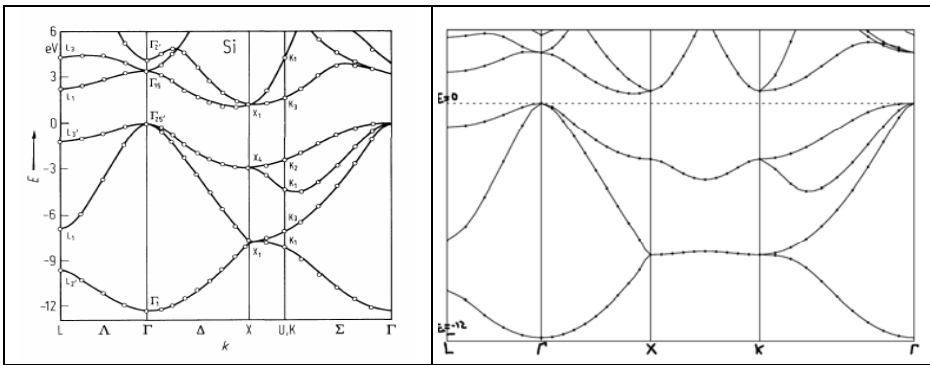 6
eV
3
0
-3
-6
-9
-12
E
Si
L₃
L₁
L₃'
L₁
L₂'
Γ₂'
Γ₁₅
Γ₂₅'
Γ₁
X₁
X₄
X₁
K₁
K₃
K₂
K₁
K₃
K₁
L Λ Γ Δ X U,K Σ Γ
k
E=0
E=-12
L Γ X K Γ